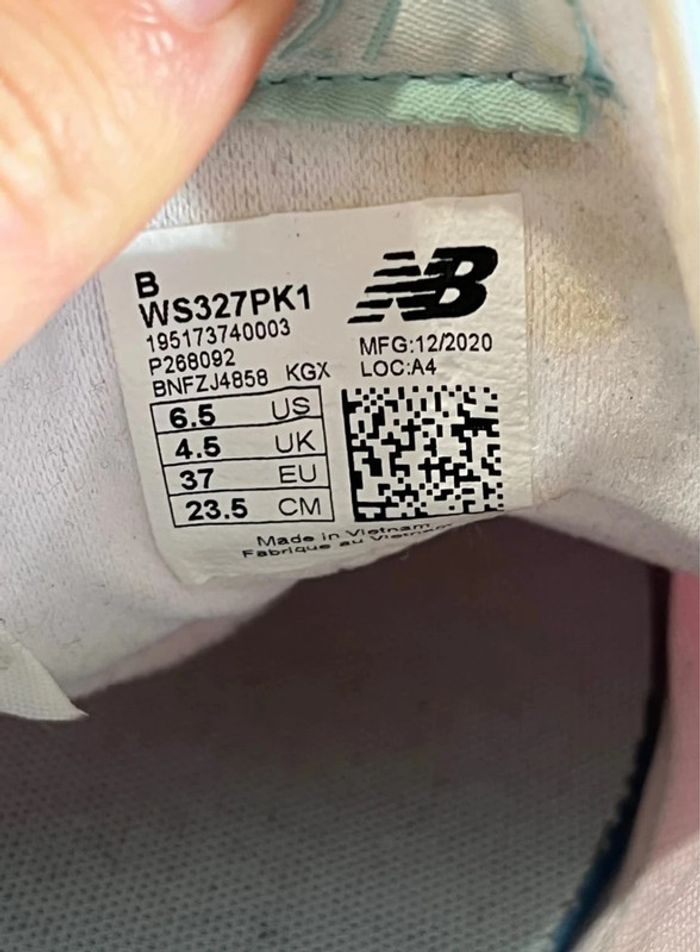 B
WS327PK1
195173740003
P268092
BNFZJ4858 KGX
NB
MFG:12/2020
LOC:A4
6.5 US
4.5 UK
37 EU
23.5 CM
Made in Vietnam
Fabriqué au Vietnam